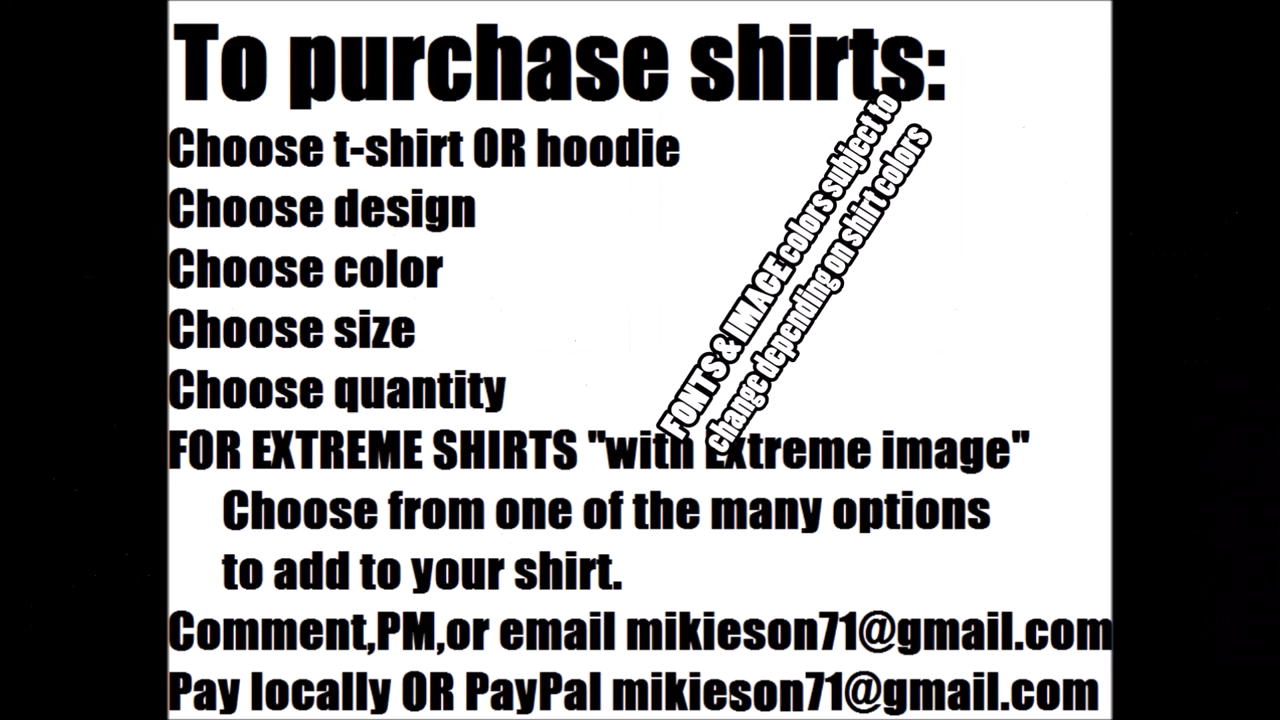 To purchase shirts:
Choose t-shirt OR hoodie
Choose design
Choose color
Choose size
Choose quantity
FONTS & IMAGE colors subject to
change depending on shirt colors
FOR EXTREME SHIRTS "with Extreme image"
Choose from one of the many options
to add to your shirt.
Comment,PM,or email mikieson71@gmail.com
Pay locally OR PayPal mikieson71@gmail.com